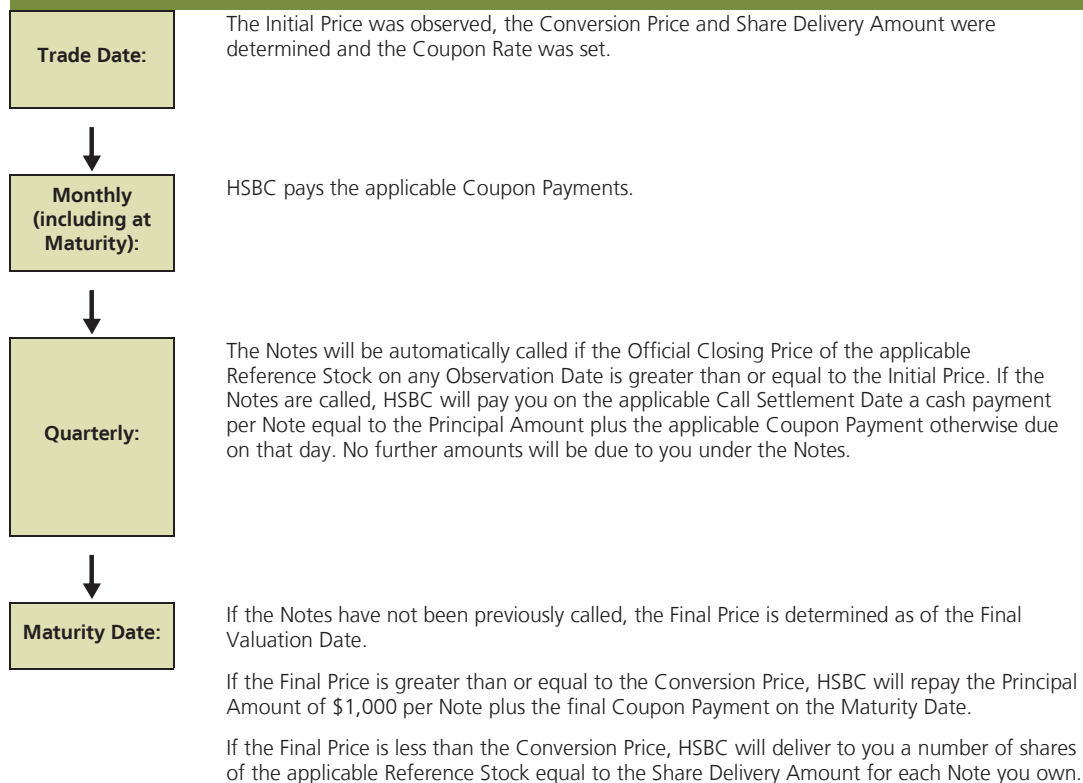 Trade Date:
The Initial Price was observed, the Conversion Price and Share Delivery Amount were
determined and the Coupon Rate was set.
Monthly
(including at
Maturity):
HSBC pays the applicable Coupon Payments.
Quarterly:
The Notes will be automatically called if the Official Closing Price of the applicable
Reference Stock on any Observation Date is greater than or equal to the Initial Price. If the
Notes are called, HSBC will pay you on the applicable Call Settlement Date a cash payment
per Note equal to the Principal Amount plus the applicable Coupon Payment otherwise due
on that day. No further amounts will be due to you under the Notes.
Maturity Date:
If the Notes have not been previously called, the Final Price is determined as of the Final
Valuation Date.
If the Final Price is greater than or equal to the Conversion Price, HSBC will repay the Principal
Amount of $1,000 per Note plus the final Coupon Payment on the Maturity Date.
If the Final Price is less than the Conversion Price, HSBC will deliver to you a number of shares
of the applicable Reference Stock equal to the Share Delivery Amount for each Note you own.